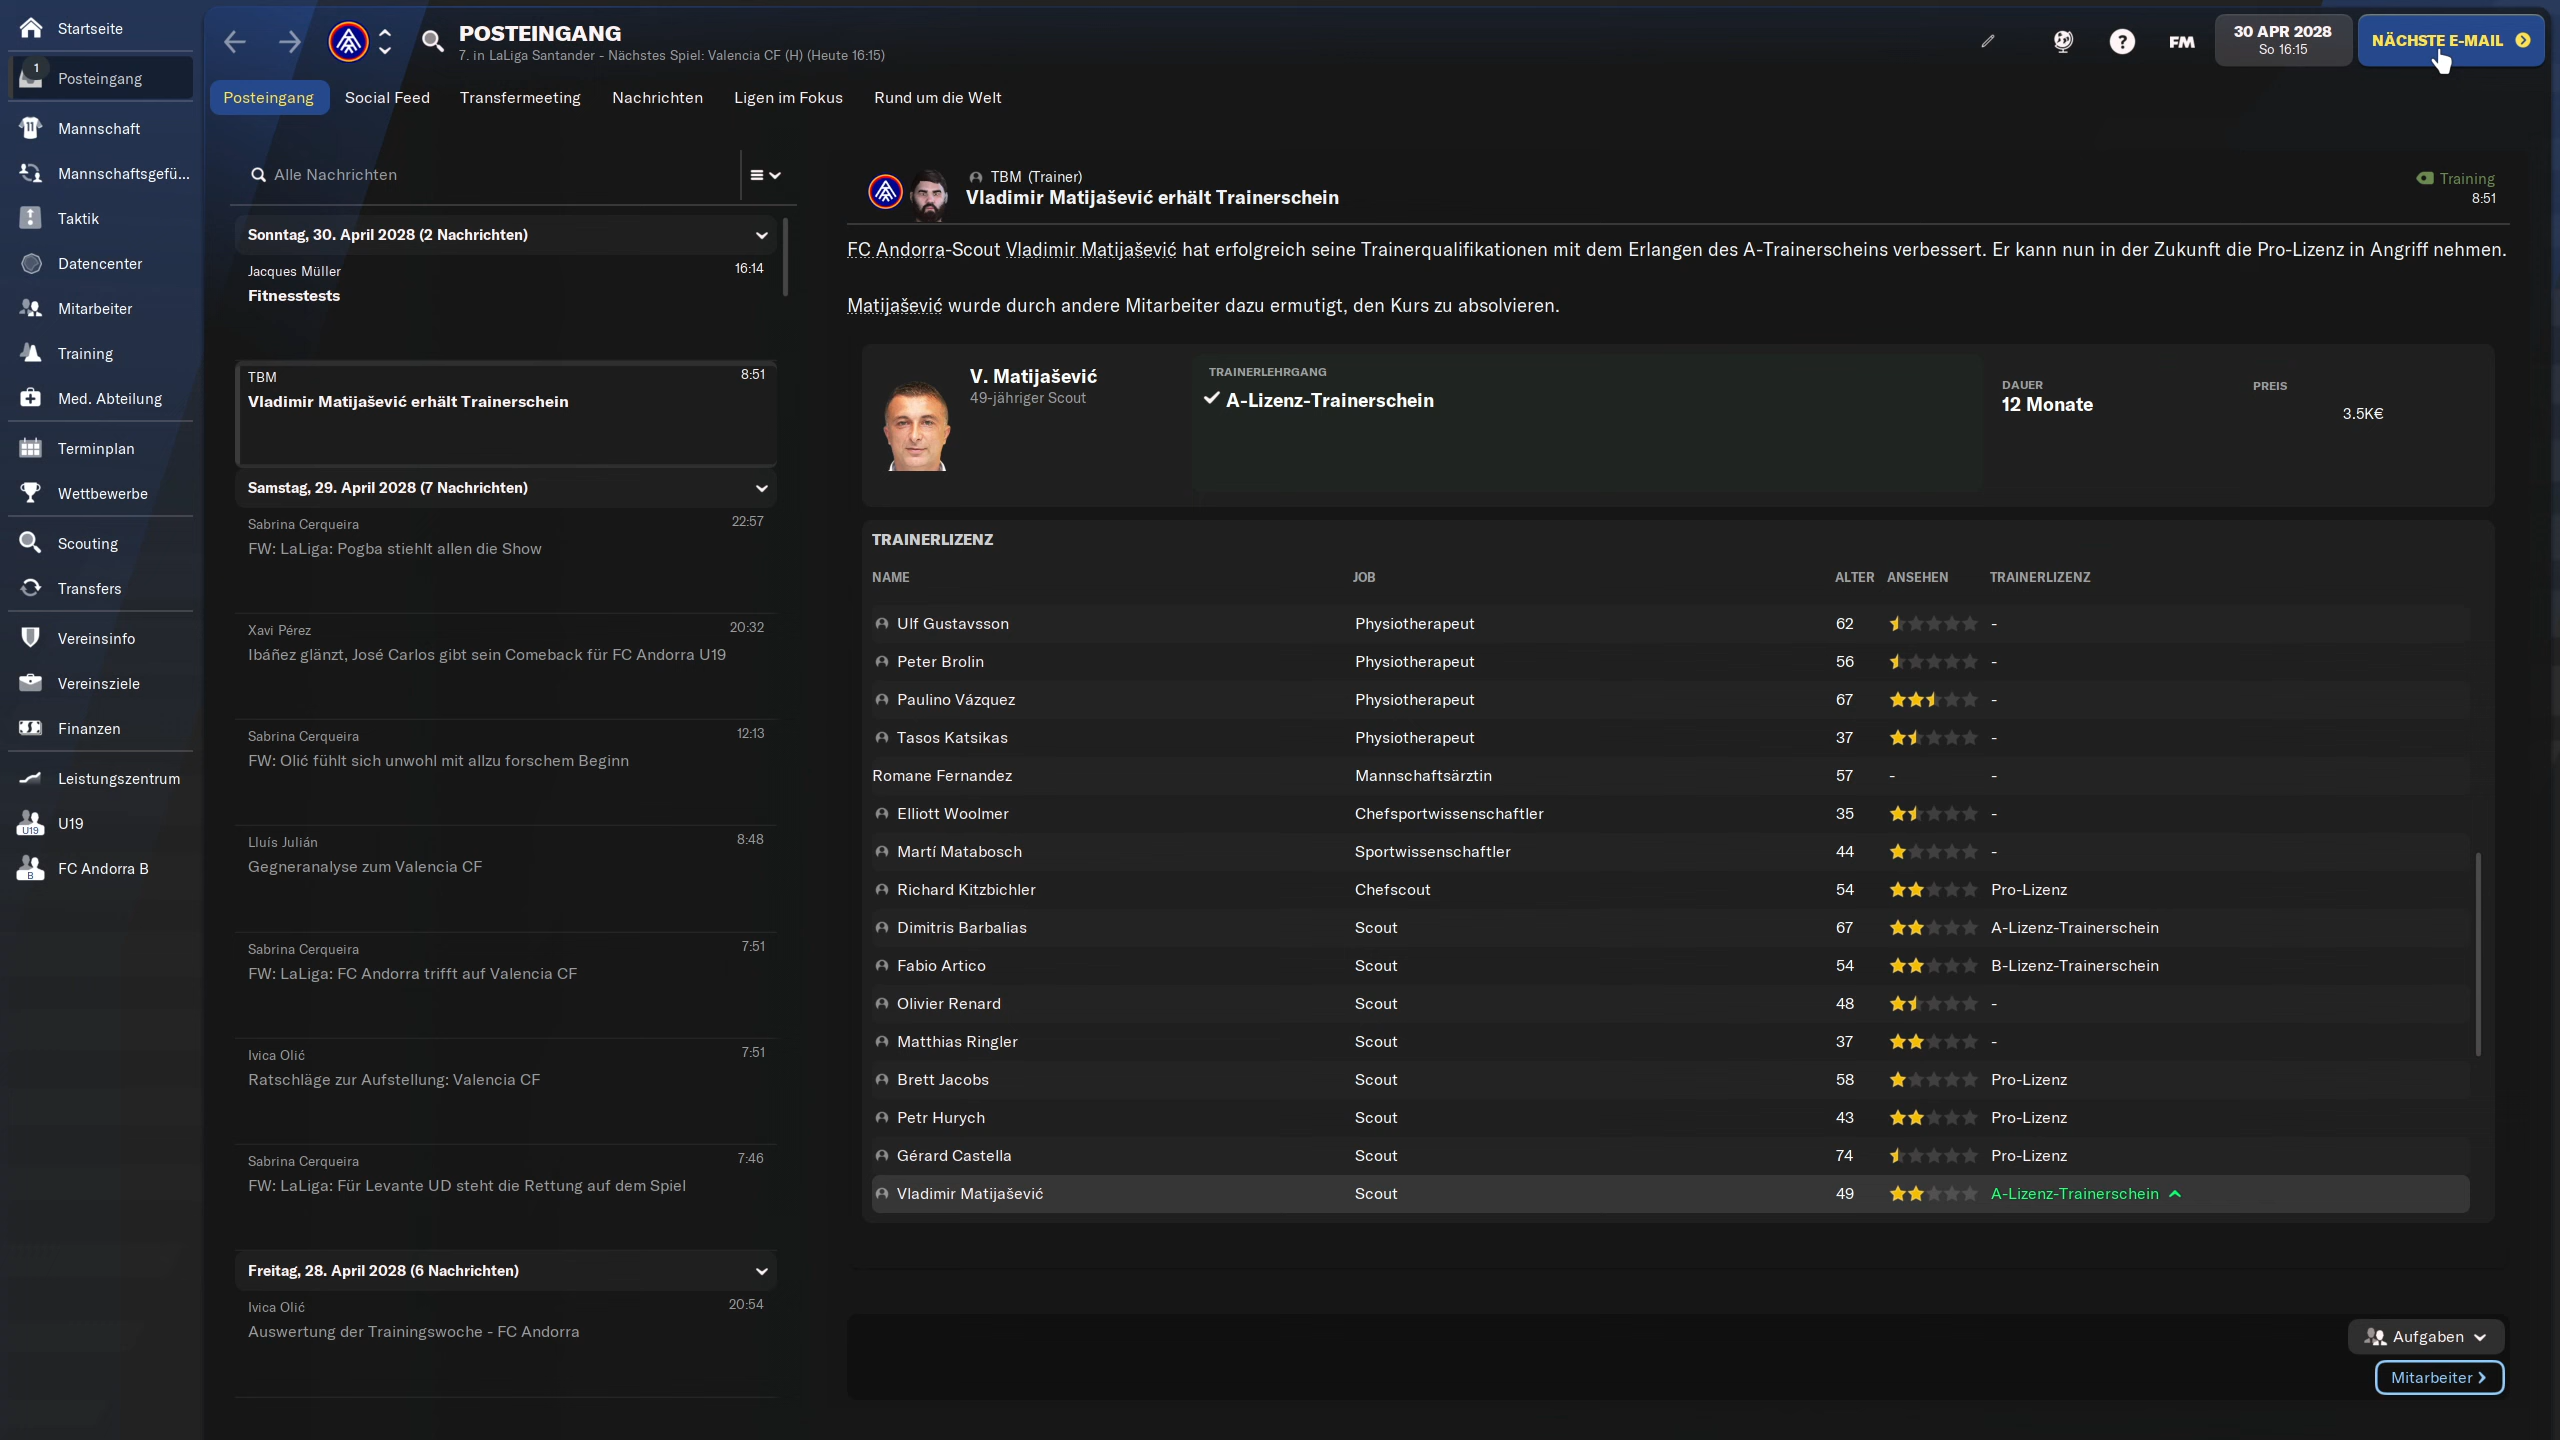 Startseite
1
Posteingang
Mannschaft
Mannschaftsgefü...
Taktik
Datencenter
Mitarbeiter
Training
Med. Abteilung
Terminplan
Wettbewerbe
Scouting
Transfers
Vereinsinfo
Vereinsziele
Finanzen
Leistungszentrum
U19
U19
B
FC Andorra B
POSTEINGANG
7. in LaLiga Santander - Nächstes Spiel: Valencia CF (H) (Heute 16:15)
?
FM
30 APR 2028
So 16:15
NÄCHSTE E-MAIL
Posteingang Social Feed Transfermeeting Nachrichten Ligen im Fokus Rund um die Welt
Alle Nachrichten
Sonntag, 30. April 2028 (2 Nachrichten)
Jacques Müller 16:14
Fitnesstests
TBM 8:51
Vladimir Matijašević erhält Trainerschein
Samstag, 29. April 2028 (7 Nachrichten)
Sabrina Cerqueira 22:57
FW: LaLiga: Pogba stiehlt allen die Show
Xavi Pérez 20:32
Ibáñez glänzt, José Carlos gibt sein Comeback für FC Andorra U19
Sabrina Cerqueira 12:13
FW: Olić fühlt sich unwohl mit allzu forschem Beginn
Lluís Julián 8:48
Gegneranalyse zum Valencia CF
Sabrina Cerqueira 7:51
FW: LaLiga: FC Andorra trifft auf Valencia CF
Ivica Olić 7:51
Ratschläge zur Aufstellung: Valencia CF
Sabrina Cerqueira 7:46
FW: LaLiga: Für Levante UD steht die Rettung auf dem Spiel
Freitag, 28. April 2028 (6 Nachrichten)
Ivica Olić 20:54
Auswertung der Trainingswoche - FC Andorra
TBM (Trainer)
Vladimir Matijašević erhält Trainerschein
Training
8:51
FC Andorra-Scout Vladimir Matijašević hat erfolgreich seine Trainerqualifikationen mit dem Erlangen des A-Trainerscheins verbessert. Er kann nun in der Zukunft die Pro-Lizenz in Angriff nehmen.
Matijašević wurde durch andere Mitarbeiter dazu ermutigt, den Kurs zu absolvieren.
V. Matijašević
49-jähriger Scout
TRAINERLEHRGANG
A-Lizenz-Trainerschein
DAUER
12 Monate
PREIS
3.5K€
TRAINERLIZENZ
NAME JOB ALTER ANSEHEN TRAINERLIZENZ
Ulf Gustavsson Physiotherapeut 62 -
Peter Brolin Physiotherapeut 56 -
Paulino Vázquez Physiotherapeut 67 -
Tasos Katsikas Physiotherapeut 37 -
Romane Fernandez Mannschaftsärztin 57 - -
Elliott Woolmer Chefsportwissenschaftler 35 -
Martí Matabosch Sportwissenschaftler 44 -
Richard Kitzbichler Chefscout 54 Pro-Lizenz
Dimitris Barbalias Scout 67 A-Lizenz-Trainerschein
Fabio Artico Scout 54 B-Lizenz-Trainerschein
Olivier Renard Scout 48 -
Matthias Ringler Scout 37 -
Brett Jacobs Scout 58 Pro-Lizenz
Petr Hurych Scout 43 Pro-Lizenz
Gérard Castella Scout 74 Pro-Lizenz
Vladimir Matijašević Scout 49 A-Lizenz-Trainerschein
Aufgaben
Mitarbeiter